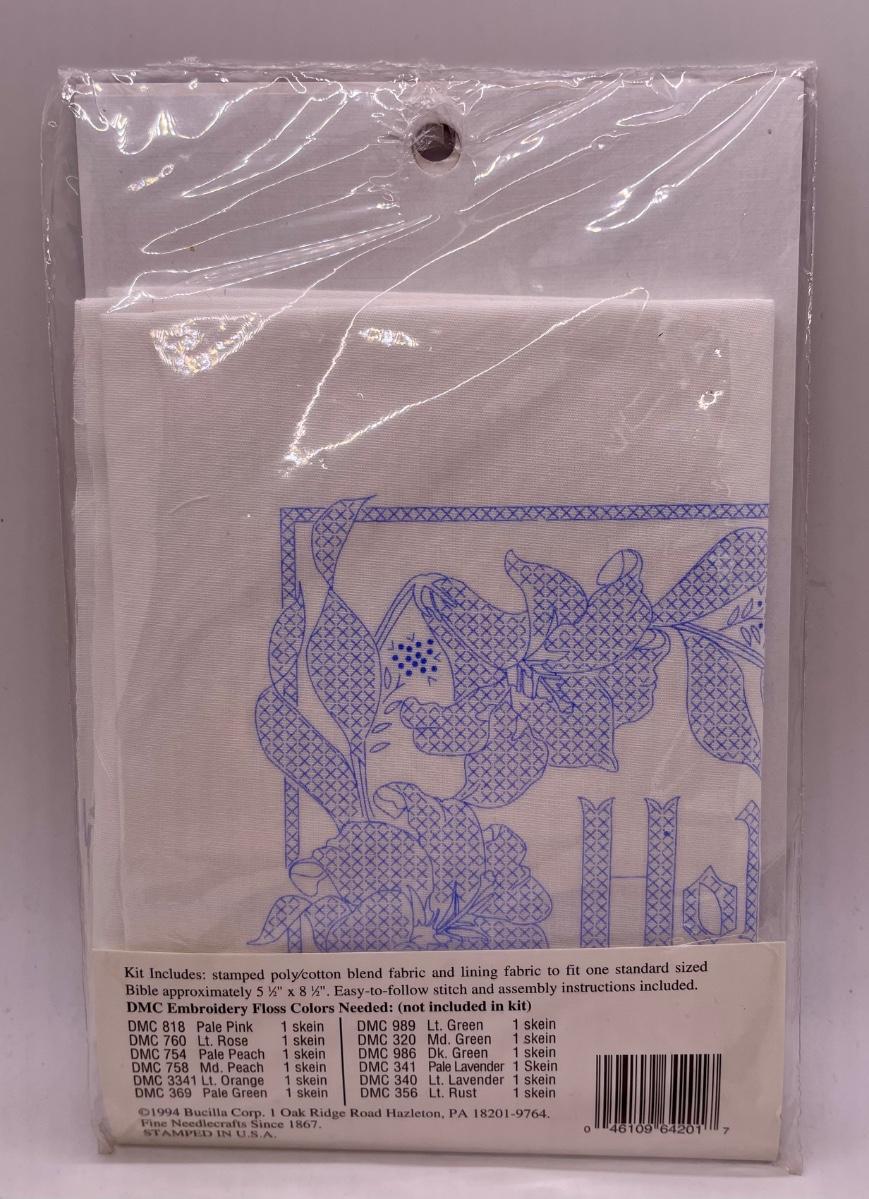 Hol
Kit Includes: stamped poly/cotton blend fabric and lining fabric to fit one standard sized
Bible approximately 5 ½" x 8 ½". Easy-to-follow stitch and assembly instructions included.
DMC Embroidery Floss Colors Needed: (not included in kit)
DMC 818 Pale Pink 1 skein
DMC 760 Lt. Rose 1 skein
DMC 754 Pale Peach 1 skein
DMC 758 Md. Peach 1 skein
DMC 3341 Lt. Orange 1 skein
DMC 369 Pale Green 1 skein
DMC 989 Lt. Green 1 skein
DMC 320 Md. Green 1 skein
DMC 986 Dk. Green 1 skein
DMC 341 Pale Lavender 1 Skein
DMC 340 Lt. Lavender 1 skein
DMC 356 Lt. Rust 1 skein
©1994 Bucilla Corp. 1 Oak Ridge Road Hazleton, PA 18201-9764.
Fine Needlecrafts Since 1867.
STAMPED IN U.S.A.
0 46109 64201 7